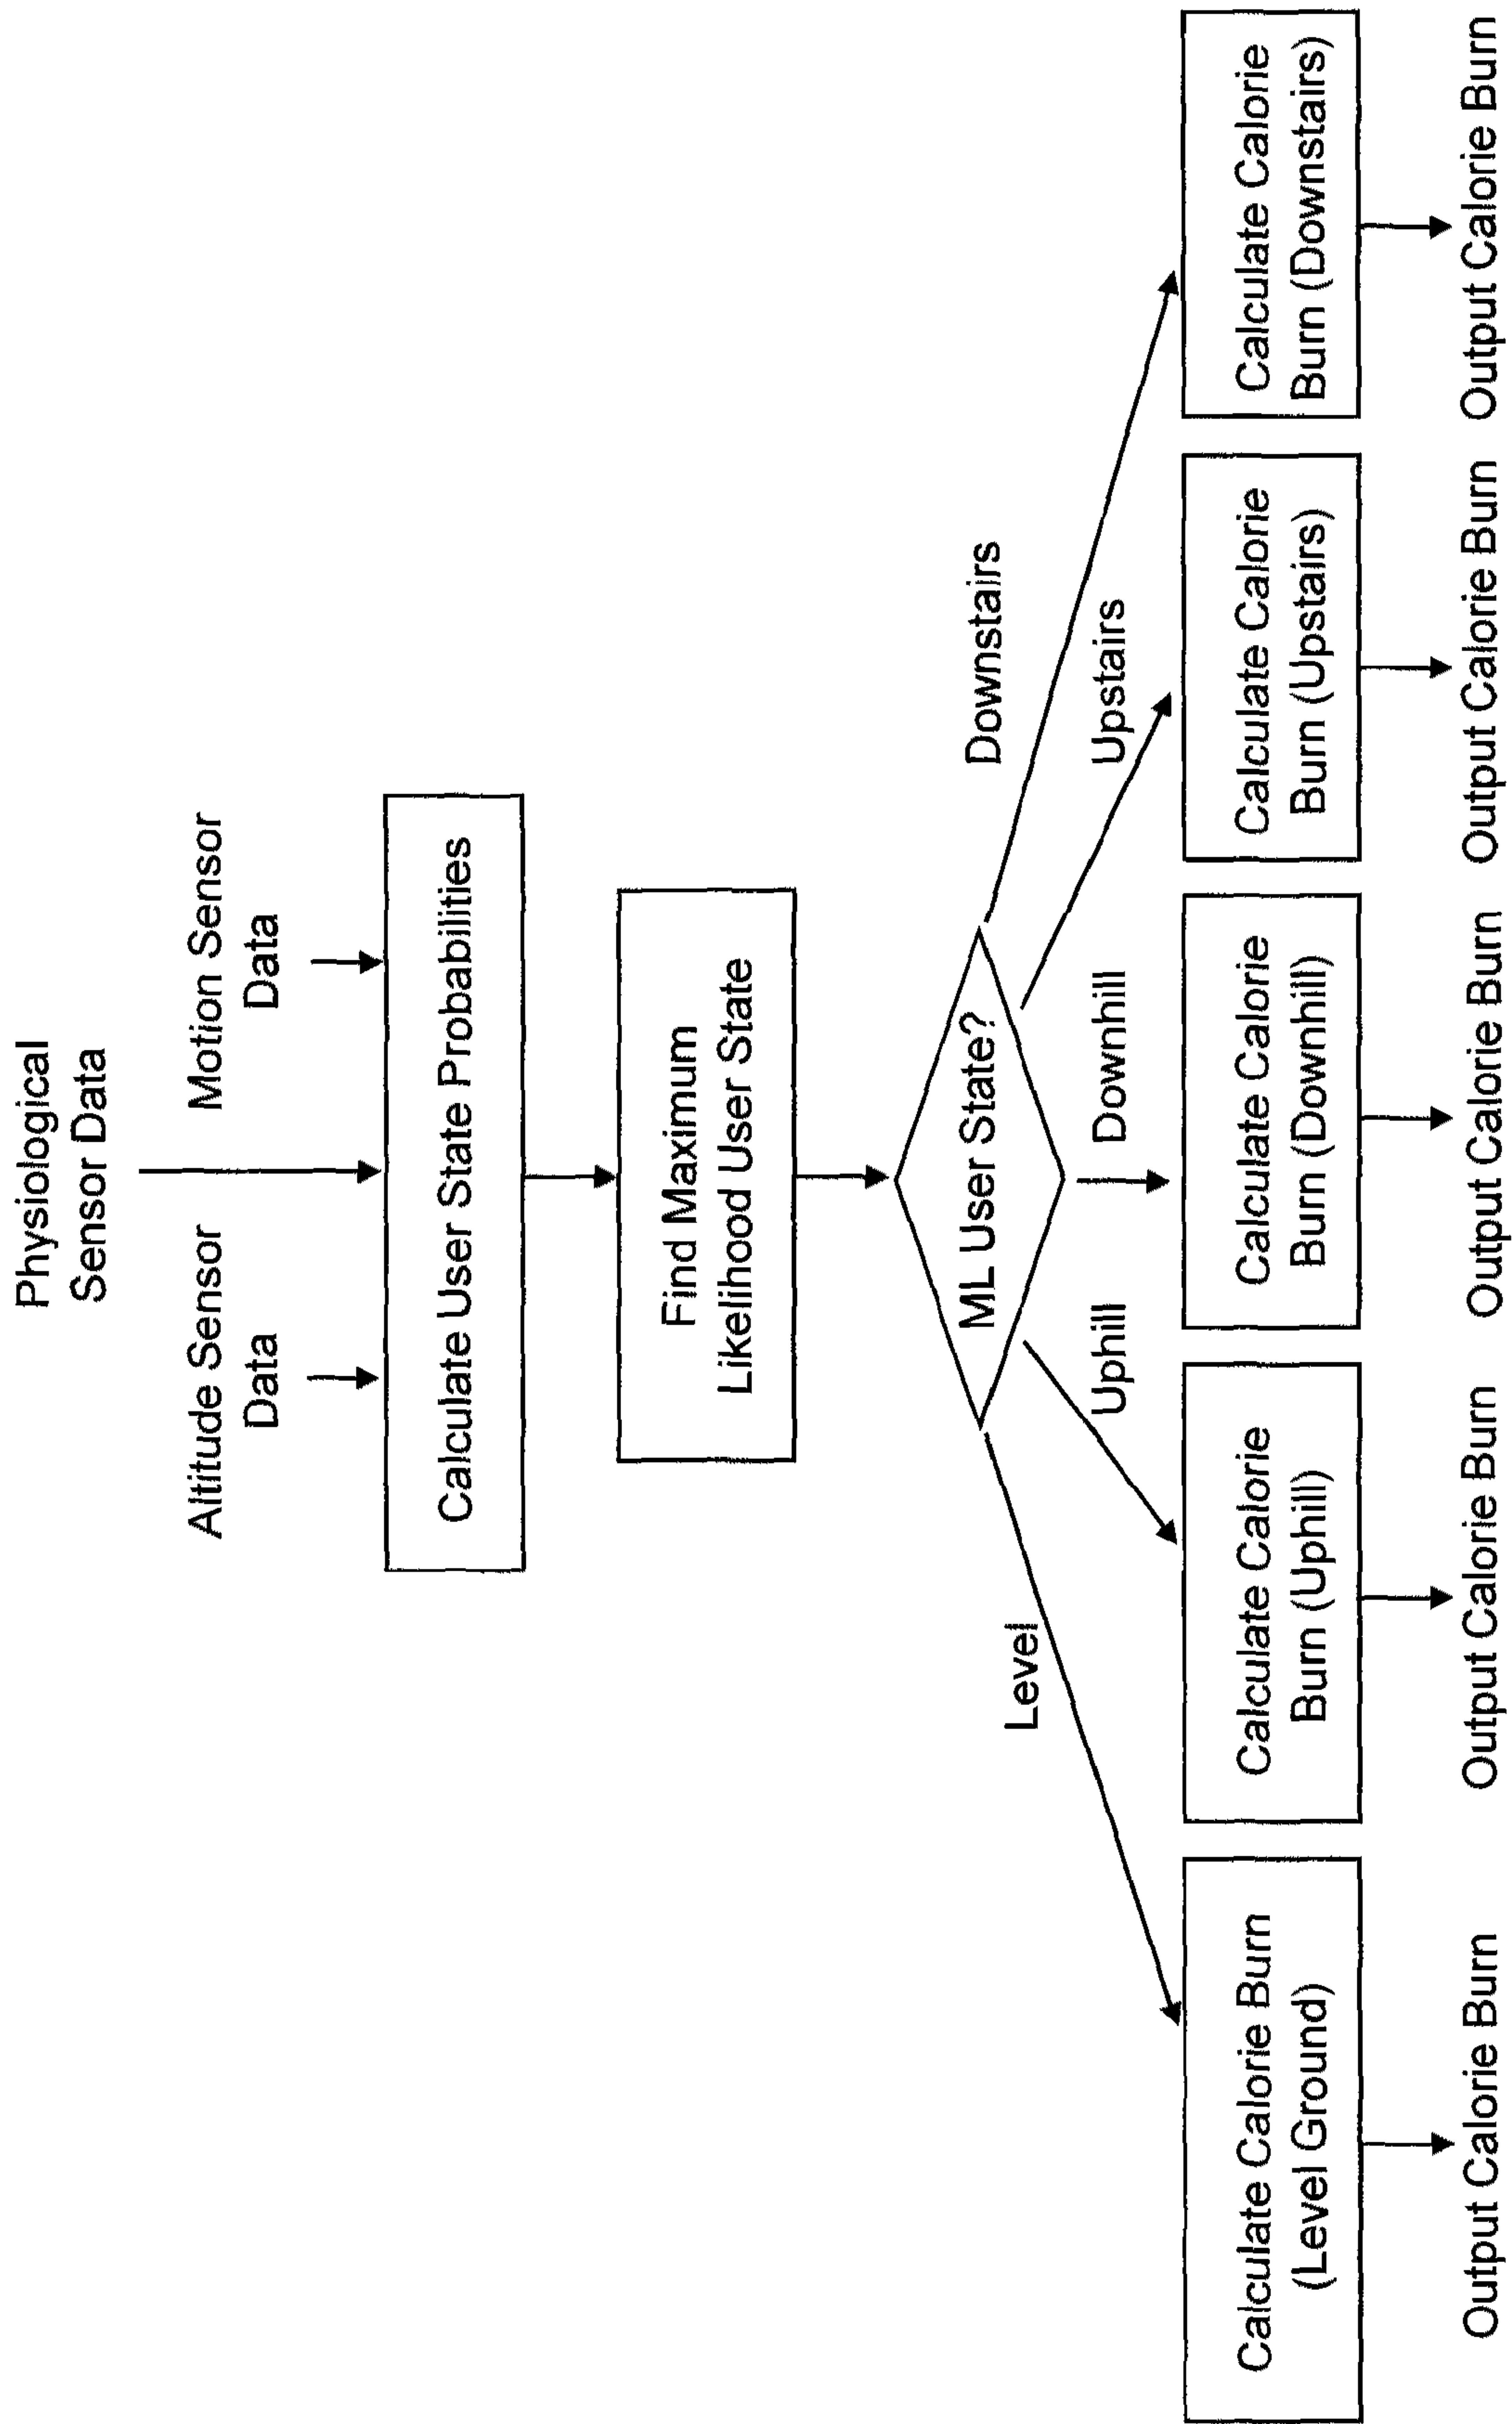 Physiological
Sensor Data
Altitude Sensor
Data
Motion Sensor
Data
Calculate User State Probabilities
Find Maximum
Likelihood User State
ML User State?
Level
Uphill
Downhill
Upstairs
Downstairs
Calculate Calorie Burn
(Level Ground)
Calculate Calorie
Burn (Uphill)
Calculate Calorie
Burn (Downhill)
Calculate Calorie
Burn (Upstairs)
Calculate Calorie
Burn (Downstairs)
Output Calorie Burn
Output Calorie Burn
Output Calorie Burn
Output Calorie Burn
Output Calorie Burn